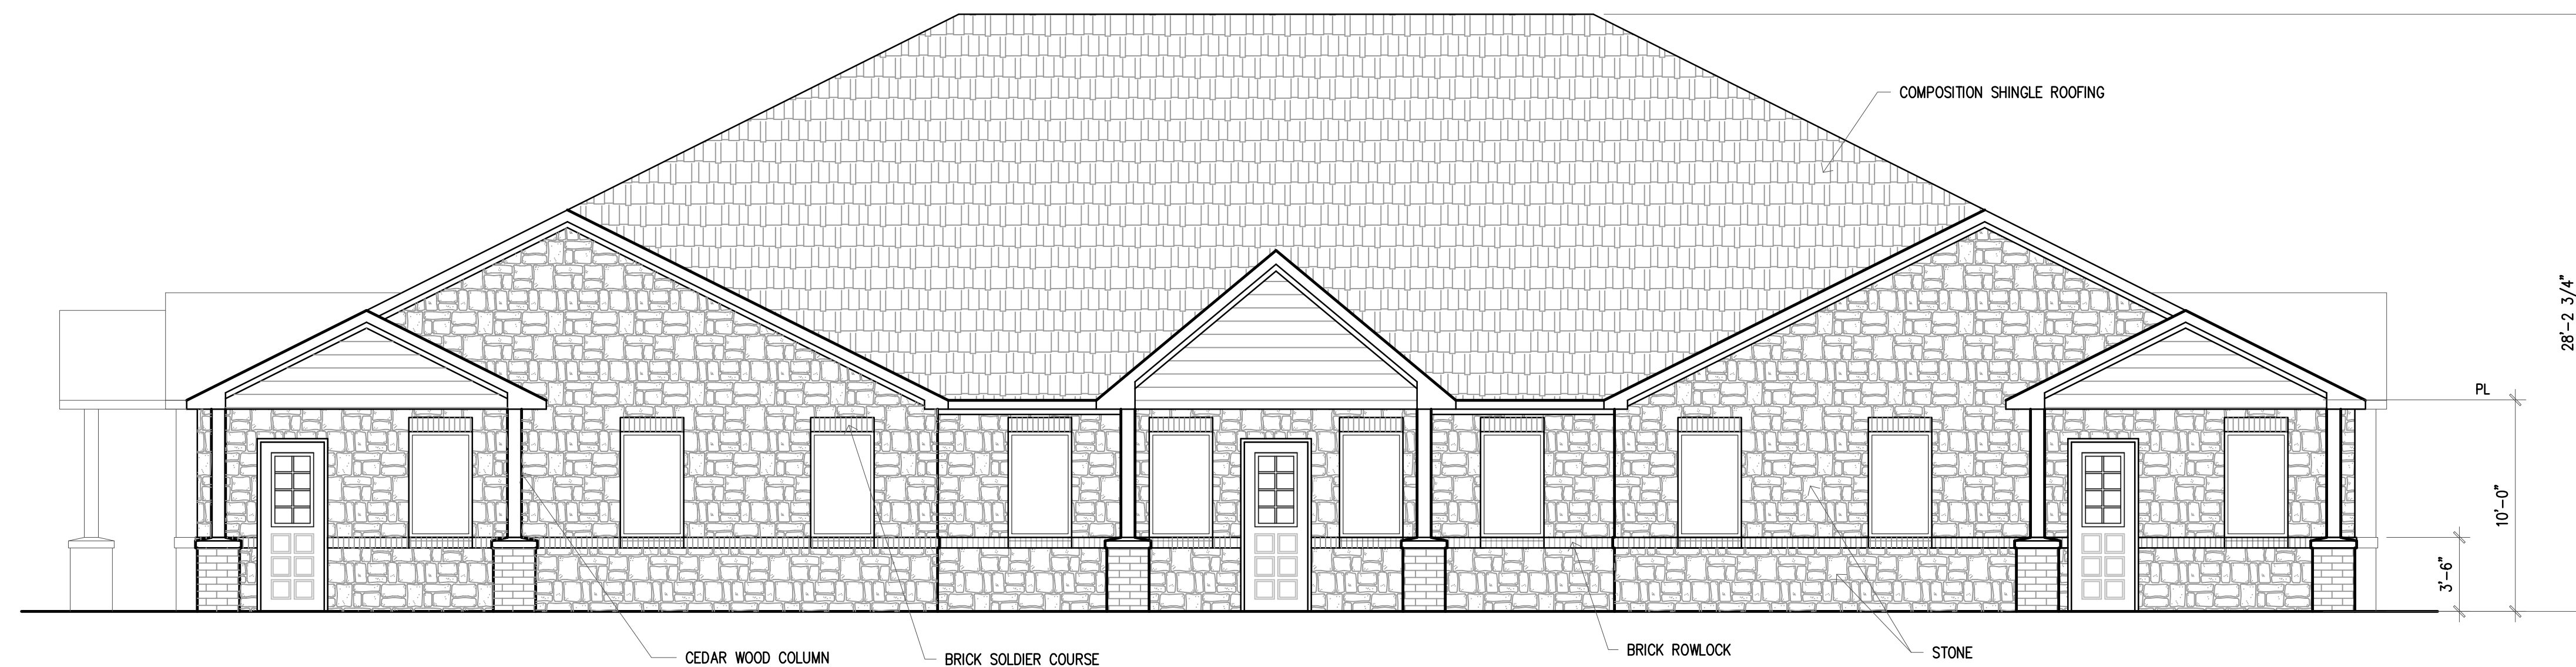 COMPOSITION SHINGLE ROOFING
28'-2 3/4"
PL
10'-0"
3'-6"
CEDAR WOOD COLUMN
BRICK SOLDIER COURSE
BRICK ROWLOCK
STONE